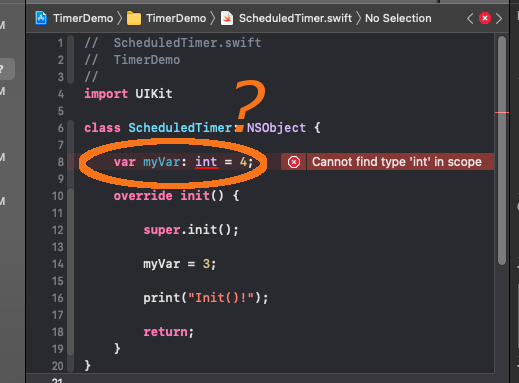 TimerDemo > TimerDemo > ScheduledTimer.swift > No Selection
1 // ScheduledTimer.swift
2 // TimerDemo
3 //
4 import UIKit
5
?
6 class ScheduledTimer: NSObject {
7
8 var myVar: int = 4; Cannot find type 'int' in scope
9
10 override init() {
11
12 super.init();
13
14 myVar = 3;
15
16 print("Init()!");
17
18 return;
19 }
20 }
21